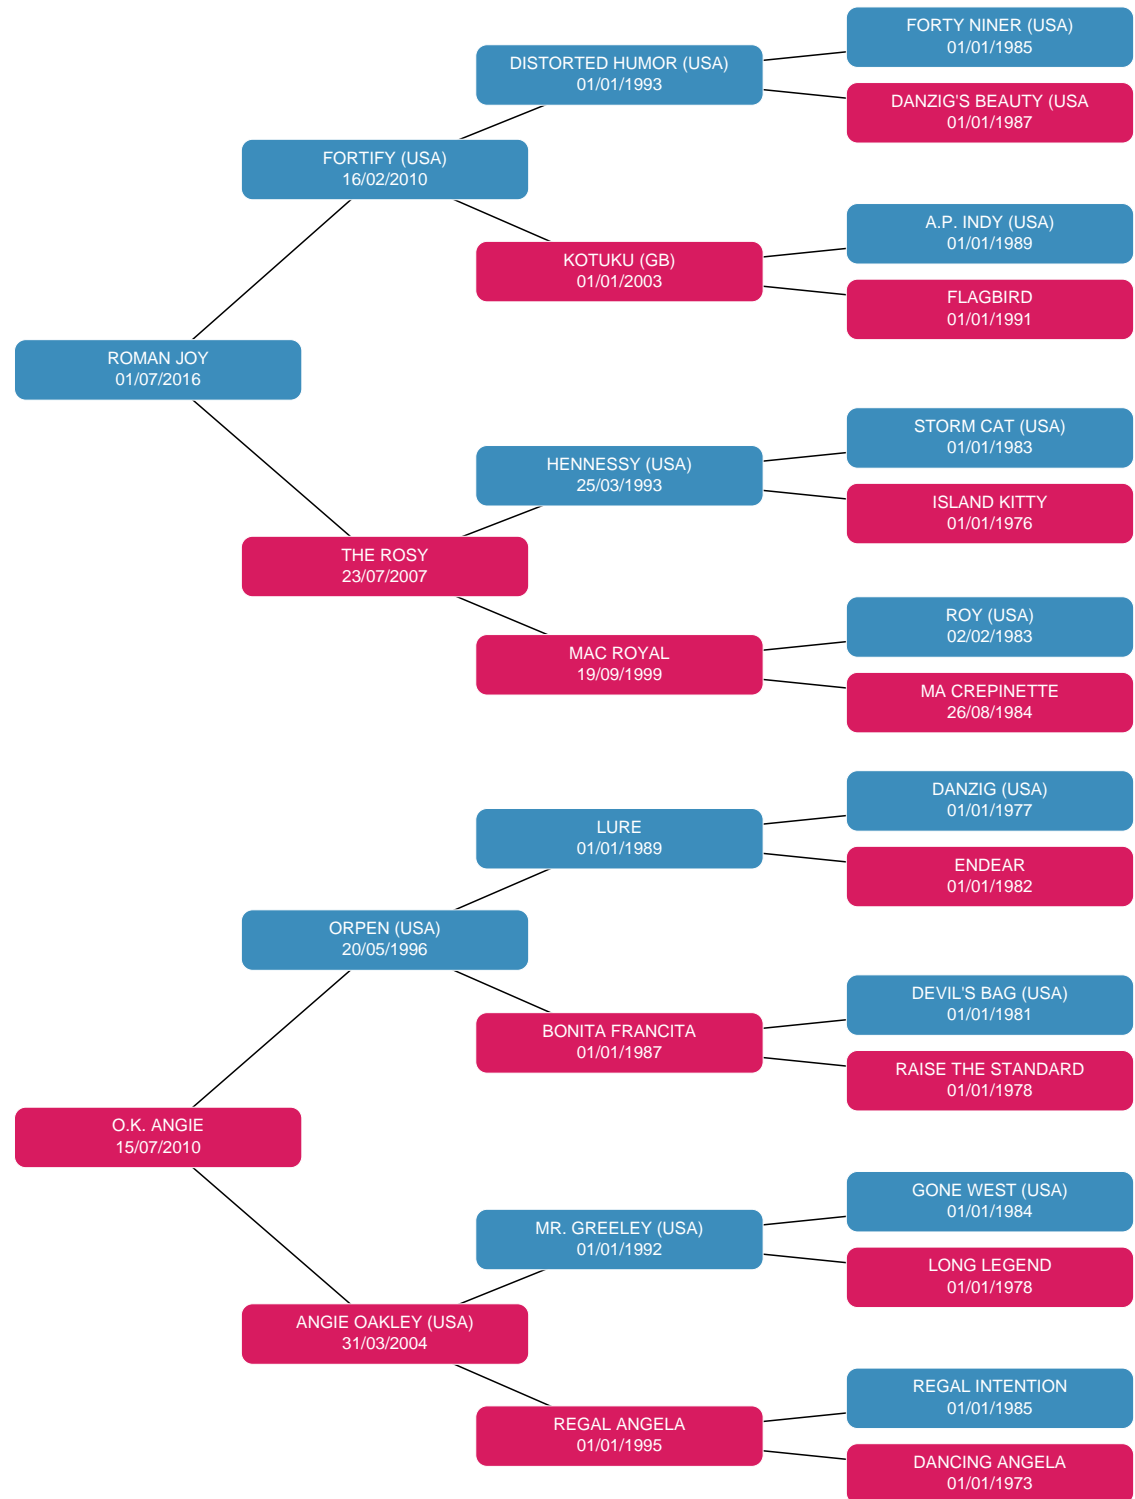 FORTY NINER (USA)
01/01/1985
DISTORTED HUMOR (USA)
01/01/1993
DANZIG'S BEAUTY (USA
01/01/1987
FORTIFY (USA)
16/02/2010
A.P. INDY (USA)
01/01/1989
KOTUKU (GB)
01/01/2003
FLAGBIRD
01/01/1991
ROMAN JOY
01/07/2016
STORM CAT (USA)
01/01/1983
HENNESSY (USA)
25/03/1993
ISLAND KITTY
01/01/1976
THE ROSY
23/07/2007
ROY (USA)
02/02/1983
MAC ROYAL
19/09/1999
MA CREPINETTE
26/08/1984
DANZIG (USA)
01/01/1977
LURE
01/01/1989
ENDEAR
01/01/1982
ORPEN (USA)
20/05/1996
DEVIL'S BAG (USA)
01/01/1981
BONITA FRANCITA
01/01/1987
RAISE THE STANDARD
01/01/1978
O.K. ANGIE
15/07/2010
GONE WEST (USA)
01/01/1984
MR. GREELEY (USA)
01/01/1992
LONG LEGEND
01/01/1978
ANGIE OAKLEY (USA)
31/03/2004
REGAL INTENTION
01/01/1985
REGAL ANGELA
01/01/1995
DANCING ANGELA
01/01/1973